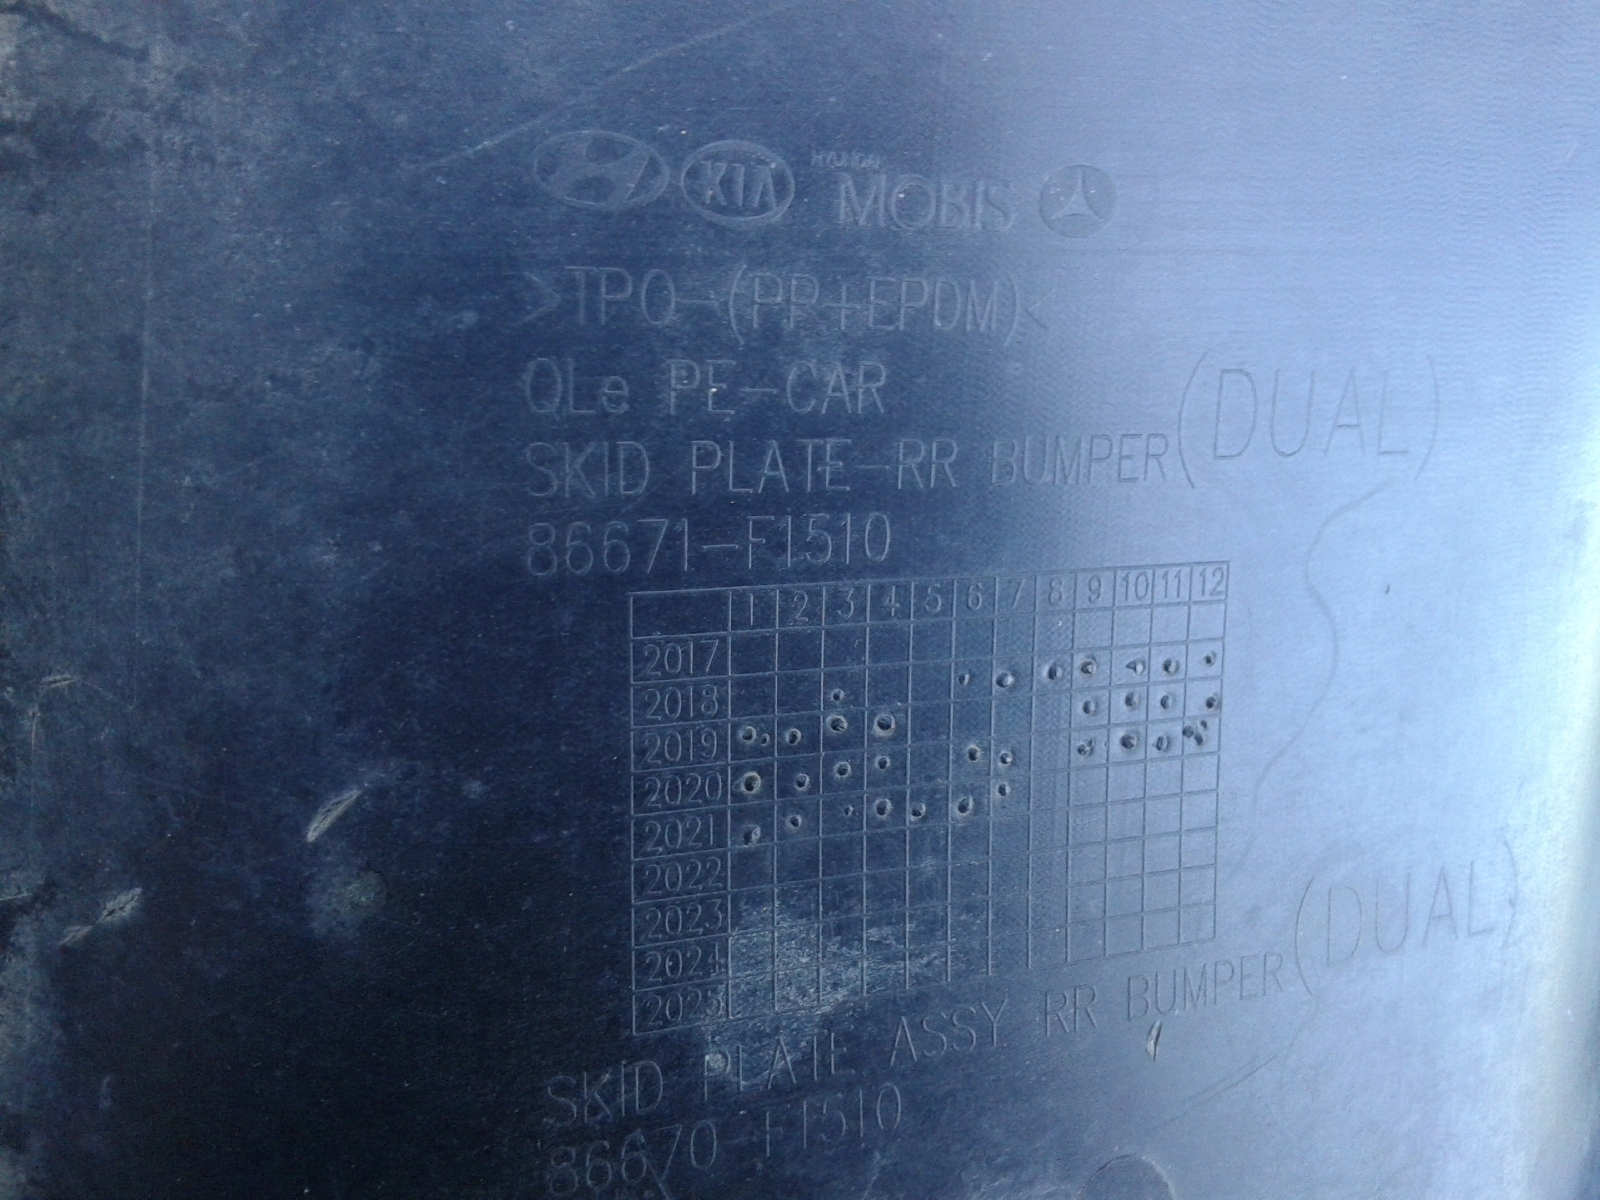 KIA HYUNDAI MOBIS
>TPO-(PP+EPDM)<
QLe PE-CAR
SKID PLATE-RR BUMPER (DUAL)
86671-F1510
1 2 3 4 5 6 7 8 9 10 11 12
2017
2018
2019
2020
2021
2022
2023
2024
2025
SKID PLATE ASSY RR BUMPER (DUAL)
86670-F1510